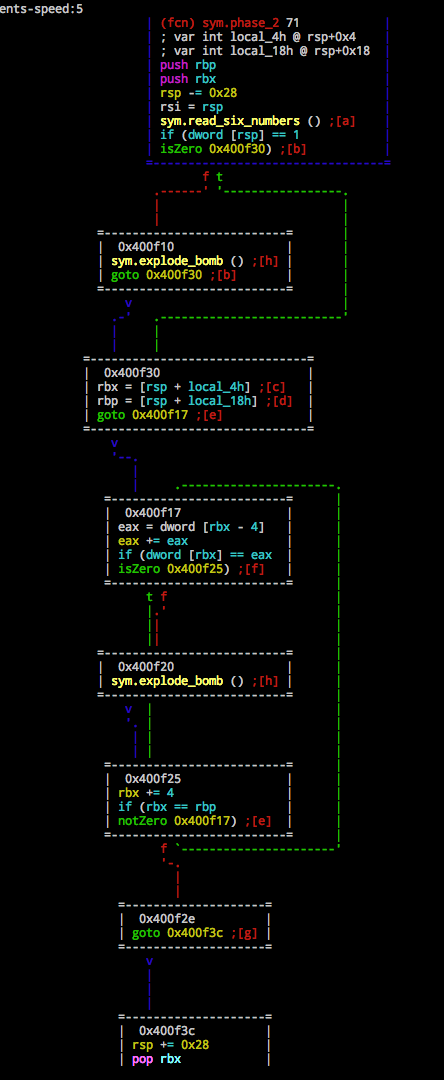 ents-speed:5
(fcn) sym.phase_2 71
; var int local_4h @ rsp+0x4
; var int local_18h @ rsp+0x18
push rbp
push rbx
rsp -= 0x28
rsi = rsp
sym.read_six_numbers () ;[a]
if (dword [rsp] == 1
isZero 0x400f30) ;[b]
f t
0x400f10
sym.explode_bomb () ;[h]
goto 0x400f30 ;[b]
v
0x400f30
rbx = [rsp + local_4h] ;[c]
rbp = [rsp + local_18h] ;[d]
goto 0x400f17 ;[e]
v
0x400f17
eax = dword [rbx - 4]
eax += eax
if (dword [rbx] == eax
isZero 0x400f25) ;[f]
t f
0x400f20
sym.explode_bomb () ;[h]
v
0x400f25
rbx += 4
if (rbx == rbp
notZero 0x400f17) ;[e]
f
0x400f2e
goto 0x400f3c ;[g]
v
0x400f3c
rsp += 0x28
pop rbx